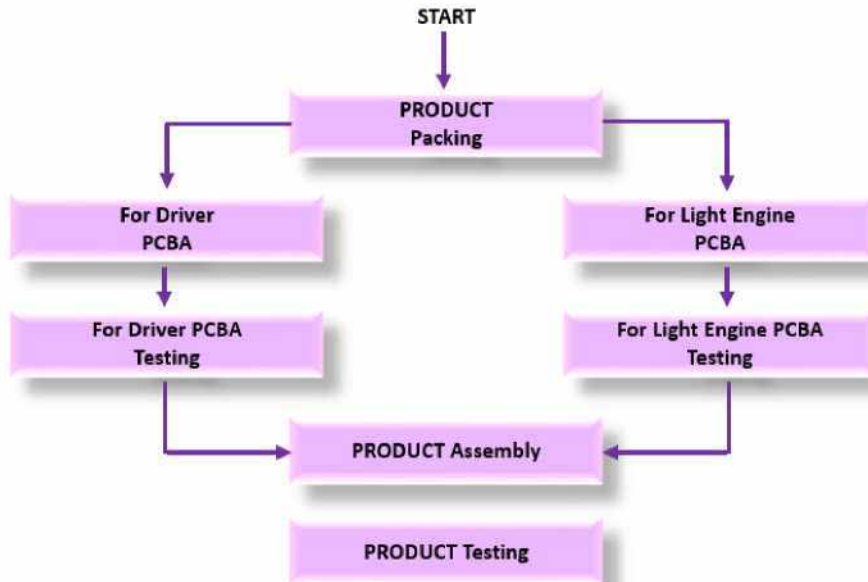 START
PRODUCT
Packing
For Driver
PCBA
For Light Engine
PCBA
For Driver PCBA
Testing
For Light Engine PCBA
Testing
PRODUCT Assembly
PRODUCT Testing